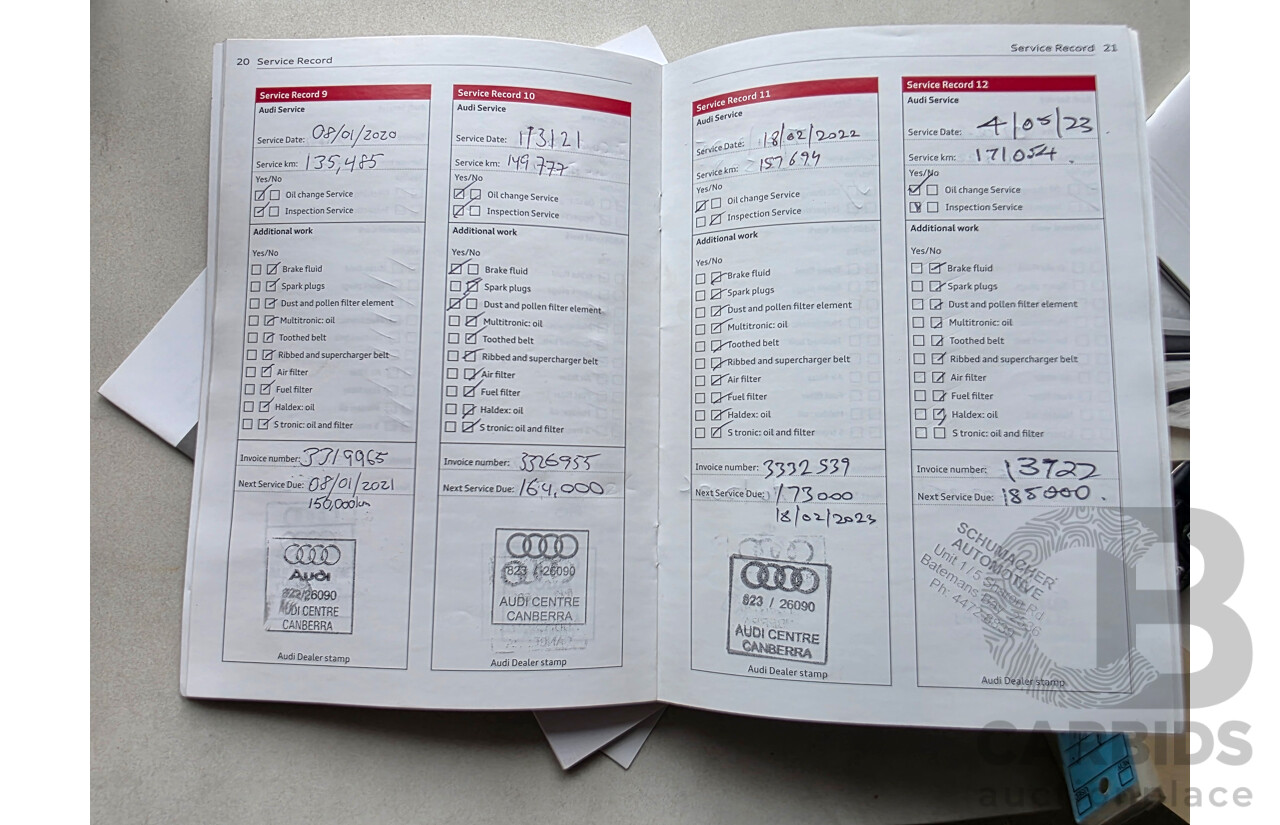 20 Service Record
Service Record 9
Audi Service
Service Date: 08/01/2020
Service km: 135,485
Yes/No
Oil change Service
Inspection Service
Additional work
Yes/No
Brake fluid
Spark plugs
Dust and pollen filter element
Multitronic: oil
Toothed belt
Ribbed and supercharger belt
Air filter
Fuel filter
Haldex: oil
S tronic: oil and filter
Invoice number: 3319965
Next Service Due: 08/01/2021
150,000km
Audi
26090
AUDI CENTRE
CANBERRA
Audi Dealer stamp
Service Record 10
Audi Service
Service Date: 1/3/21
Service km: 149,777
Yes/No
Oil change Service
Inspection Service
Additional work
Yes/No
Brake fluid
Spark plugs
Dust and pollen filter element
Multitronic: oil
Toothed belt
Ribbed and supercharger belt
Air filter
Fuel filter
Haldex: oil
S tronic: oil and filter
Invoice number: 3326955
Next Service Due: 164,000
823 / 26090
AUDI CENTRE
CANBERRA
Audi Dealer stamp
Service Record 21
Service Record 11
Audi Service
Service Date: 18/02/2022
Service km: 157694
Yes/No
Oil change Service
Inspection Service
Additional work
Yes/No
Brake fluid
Spark plugs
Dust and pollen filter element
Multitronic: oil
Toothed belt
Ribbed and supercharger belt
Air filter
Fuel filter
Haldex: oil
S tronic: oil and filter
Invoice number: 3332539
Next Service Due: 173000
18/02/2023
823 / 26090
AUDI CENTRE
CANBERRA
Audi Dealer stamp
Service Record 12
Audi Service
Service Date: 4/05/23
Service km: 171054.
Yes/No
Oil change Service
Inspection Service
Additional work
Yes/No
Brake fluid
Spark plugs
Dust and pollen filter element
Multitronic: oil
Toothed belt
Ribbed and supercharger belt
Air filter
Fuel filter
Haldex: oil
S tronic: oil and filter
Invoice number: 13722
Next Service Due: 185000.
SCHUMACHER
AUTOMOTIVE
Unit 1 / 5 Rd
Batemans
Ph: 4472
Audi Dealer stamp
CARBIDS